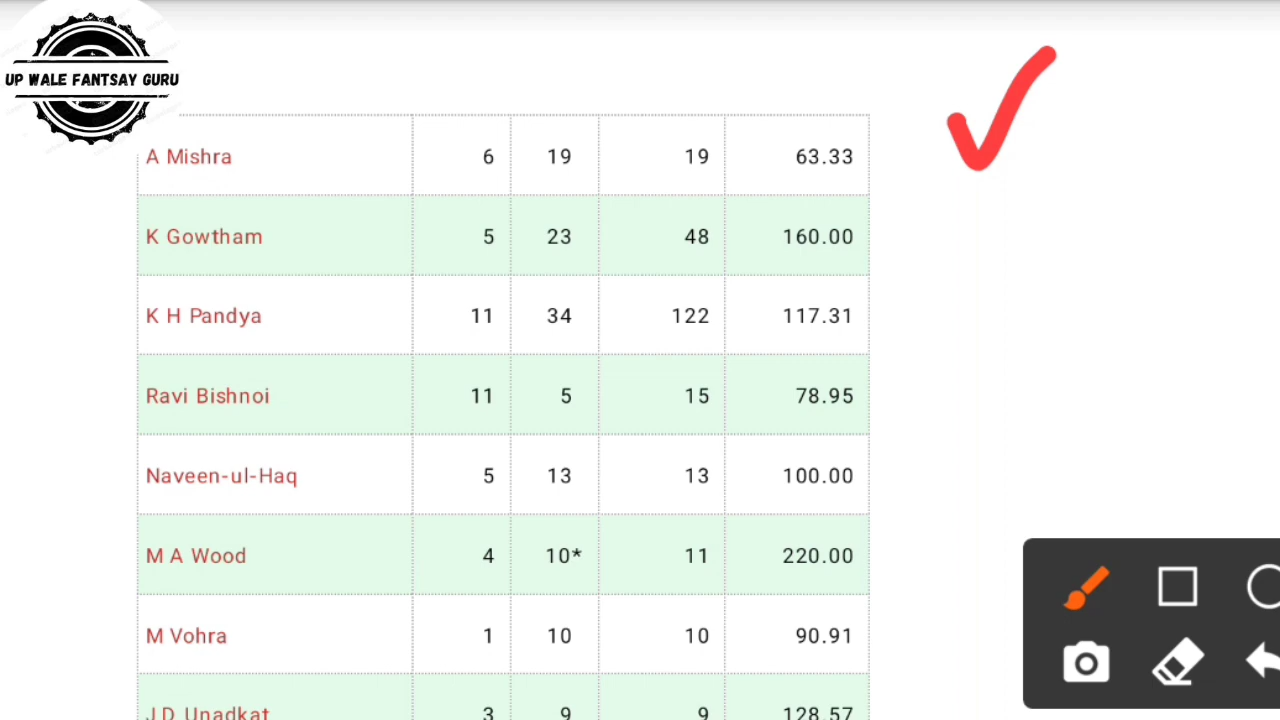 UP WALE FANTSAY GURU
A Mishra 6 19 19 63.33
K Gowtham 5 23 48 160.00
K H Pandya 11 34 122 117.31
Ravi Bishnoi 11 5 15 78.95
Naveen-ul-Haq 5 13 13 100.00
M A Wood 4 10* 11 220.00
M Vohra 1 10 10 90.91
J D Unadkat 3 9 9 128.57